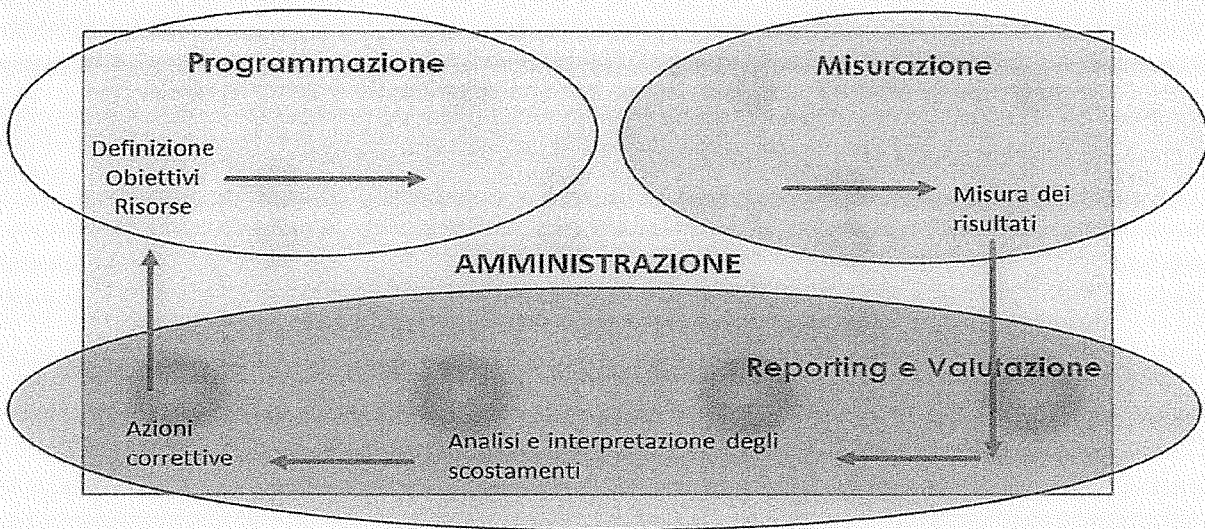 Programmazione
Misurazione
Definizione
Obiettivi
Risorse
Misura dei
risultati
AMMINISTRAZIONE
Reporting e Valutazione
Azioni
correttive
Analisi e interpretazione degli
scostamenti